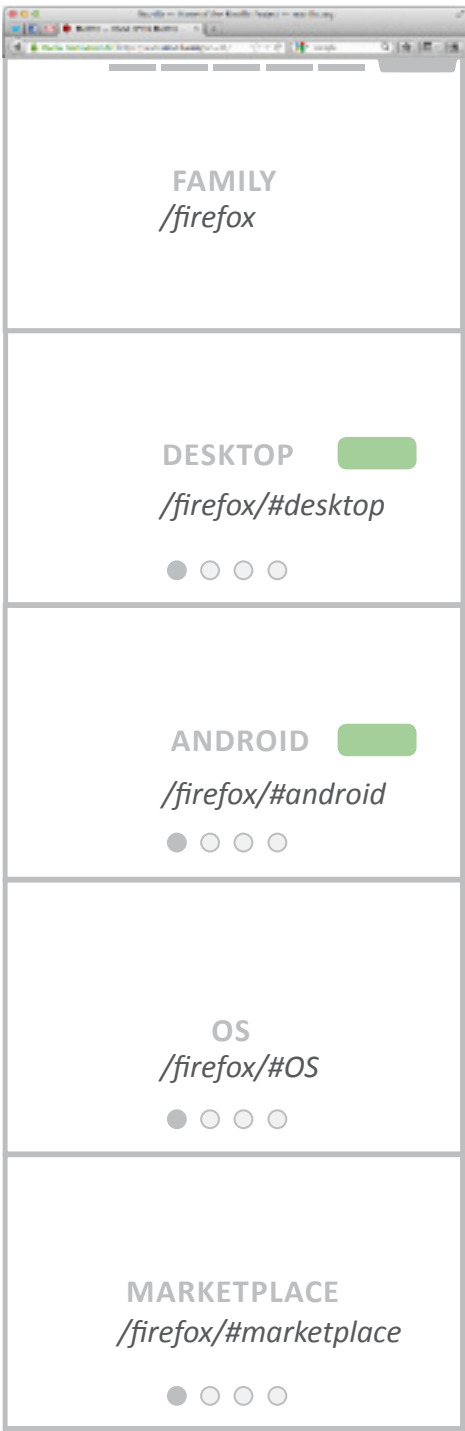 FAMILY
/firefox
DESKTOP
/firefox/#desktop
ANDROID
/firefox/#android
OS
/firefox/#OS
MARKETPLACE
/firefox/#marketplace